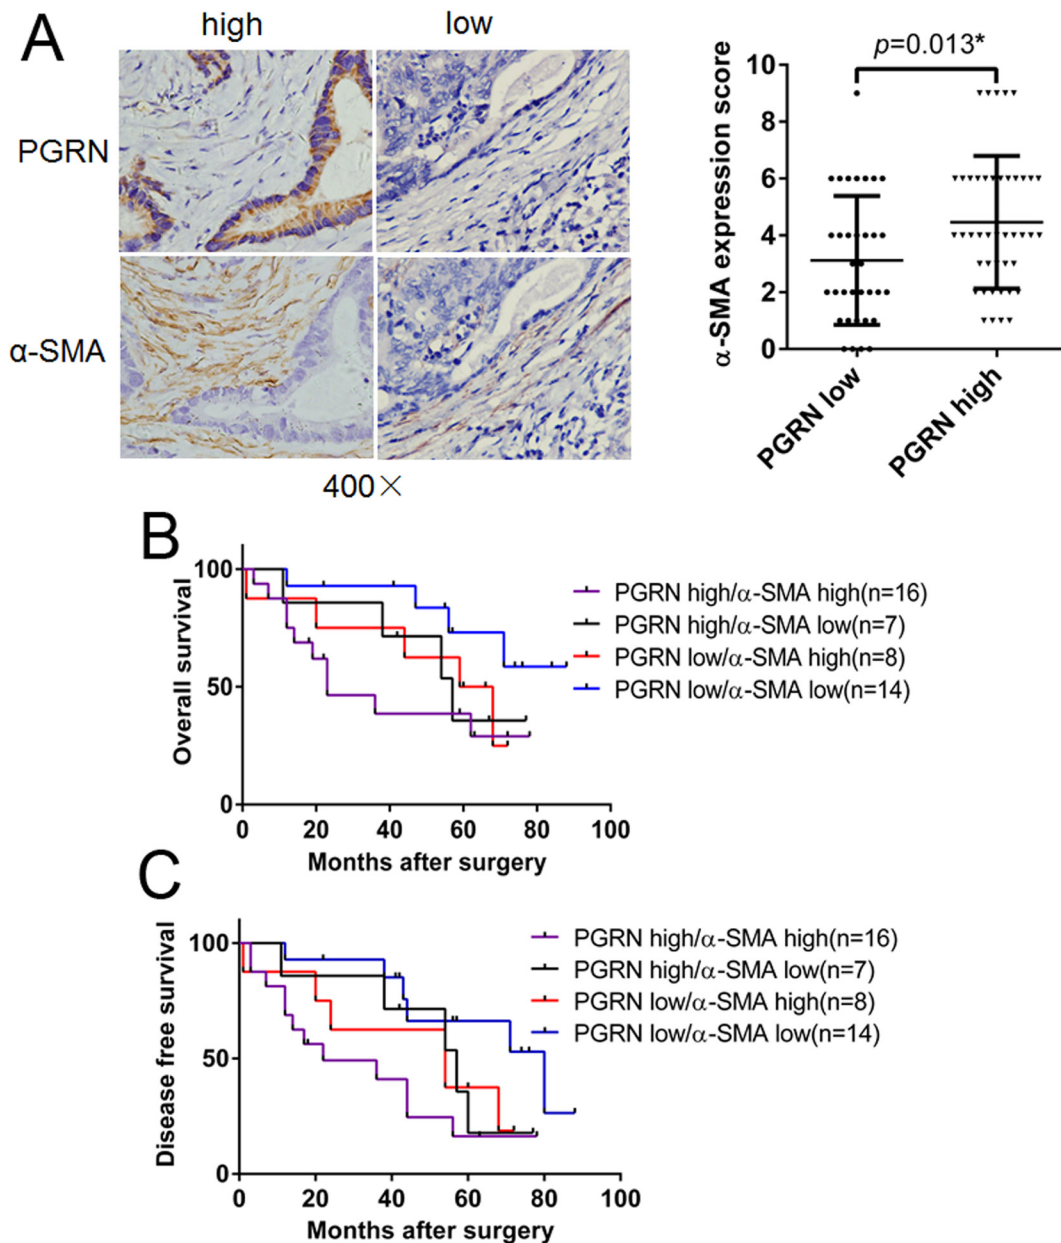 A
high
low
PGRN
α-SMA
400×
p=0.013*
α-SMA expression score
10
8
6
4
2
0
PGRN low
PGRN high
B
Overall survival
100
50
0
0 20 40 60 80 100
Months after surgery
PGRN high/α-SMA high(n=16)
PGRN high/α-SMA low(n=7)
PGRN low/α-SMA high(n=8)
PGRN low/α-SMA low(n=14)
C
Disease free survival
100
50
0
0 20 40 60 80 100
Months after surgery
PGRN high/α-SMA high(n=16)
PGRN high/α-SMA low(n=7)
PGRN low/α-SMA high(n=8)
PGRN low/α-SMA low(n=14)